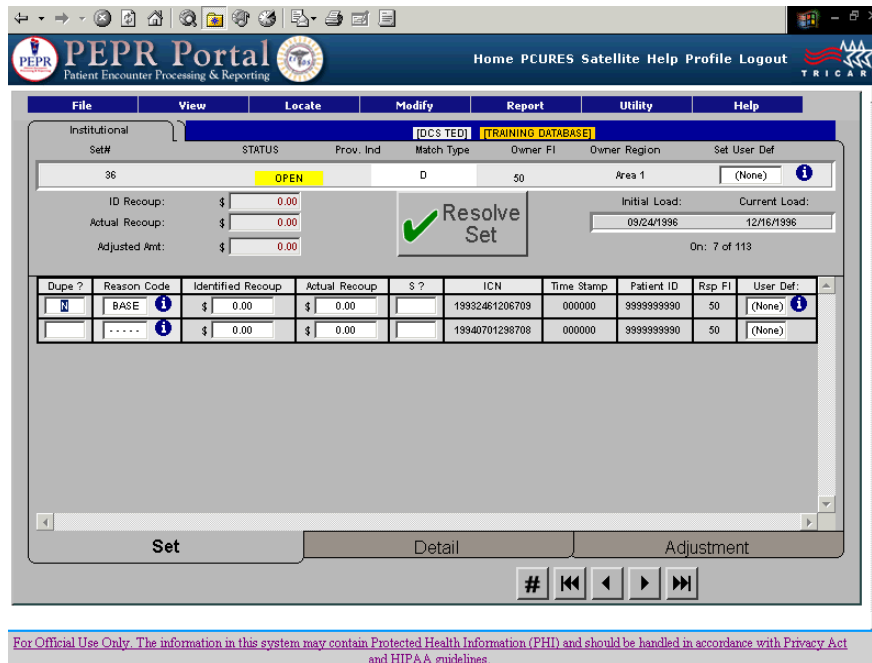 PEPR
PEPR Portal
Patient Encounter Processing & Reporting
Home PCURES Satellite Help Profile Logout
TRICAR
File View Locate Modify Report Utility Help
Institutional [DCS TED] [TRAINING DATABASE]
Set# STATUS Prov. Ind Match Type Owner FI Owner Region Set User Def
36 OPEN D 50 Area 1 (None)
ID Recoup: $ 0.00 Resolve Set Initial Load: Current Load:
Actual Recoup: $ 0.00 09/24/1996 12/16/1996
Adjusted Amt: $ 0.00 On: 7 of 113
Dupe ? Reason Code Identified Recoup Actual Recoup S ? ICN Time Stamp Patient ID Rsp FI User Def:
N BASE $ 0.00 $ 0.00 19932461206709 000000 9999999990 50 (None)
- - - - - $ 0.00 $ 0.00 19940701298708 000000 9999999990 50 (None)
Set Detail Adjustment
#
For Official Use Only. The information in this system may contain Protected Health Information (PHI) and should be handled in accordance with Privacy Act
and HIPAA guidelines.